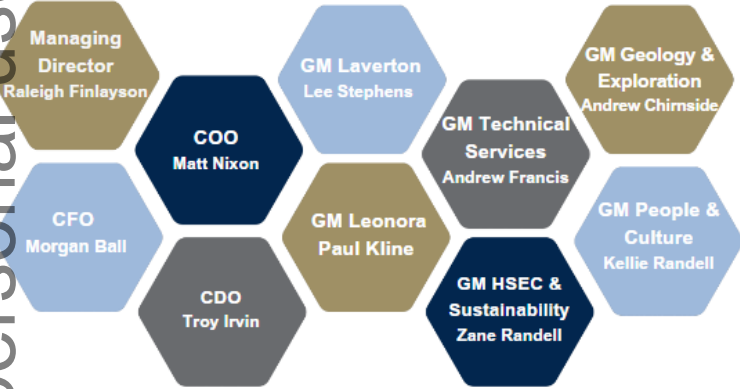 Managing
Director
Raleigh Finlayson
COO
Matt Nixon
GM Laverton
Lee Stephens
GM Technical
Services
Andrew Francis
GM Geology &
Exploration
Andrew Chirnside
CFO
Morgan Ball
CDO
Troy Irvin
GM Leonora
Paul Kline
GM HSEC &
Sustainability
Zane Randell
GM People &
Culture
Kellie Randell
personal us